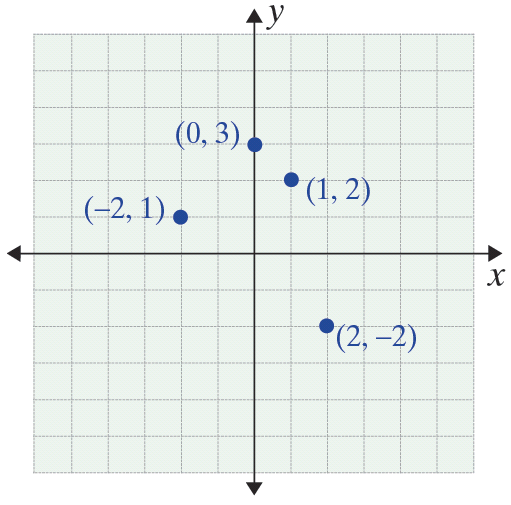 y
(0, 3)
(1, 2)
(–2, 1)
x
(2, –2)